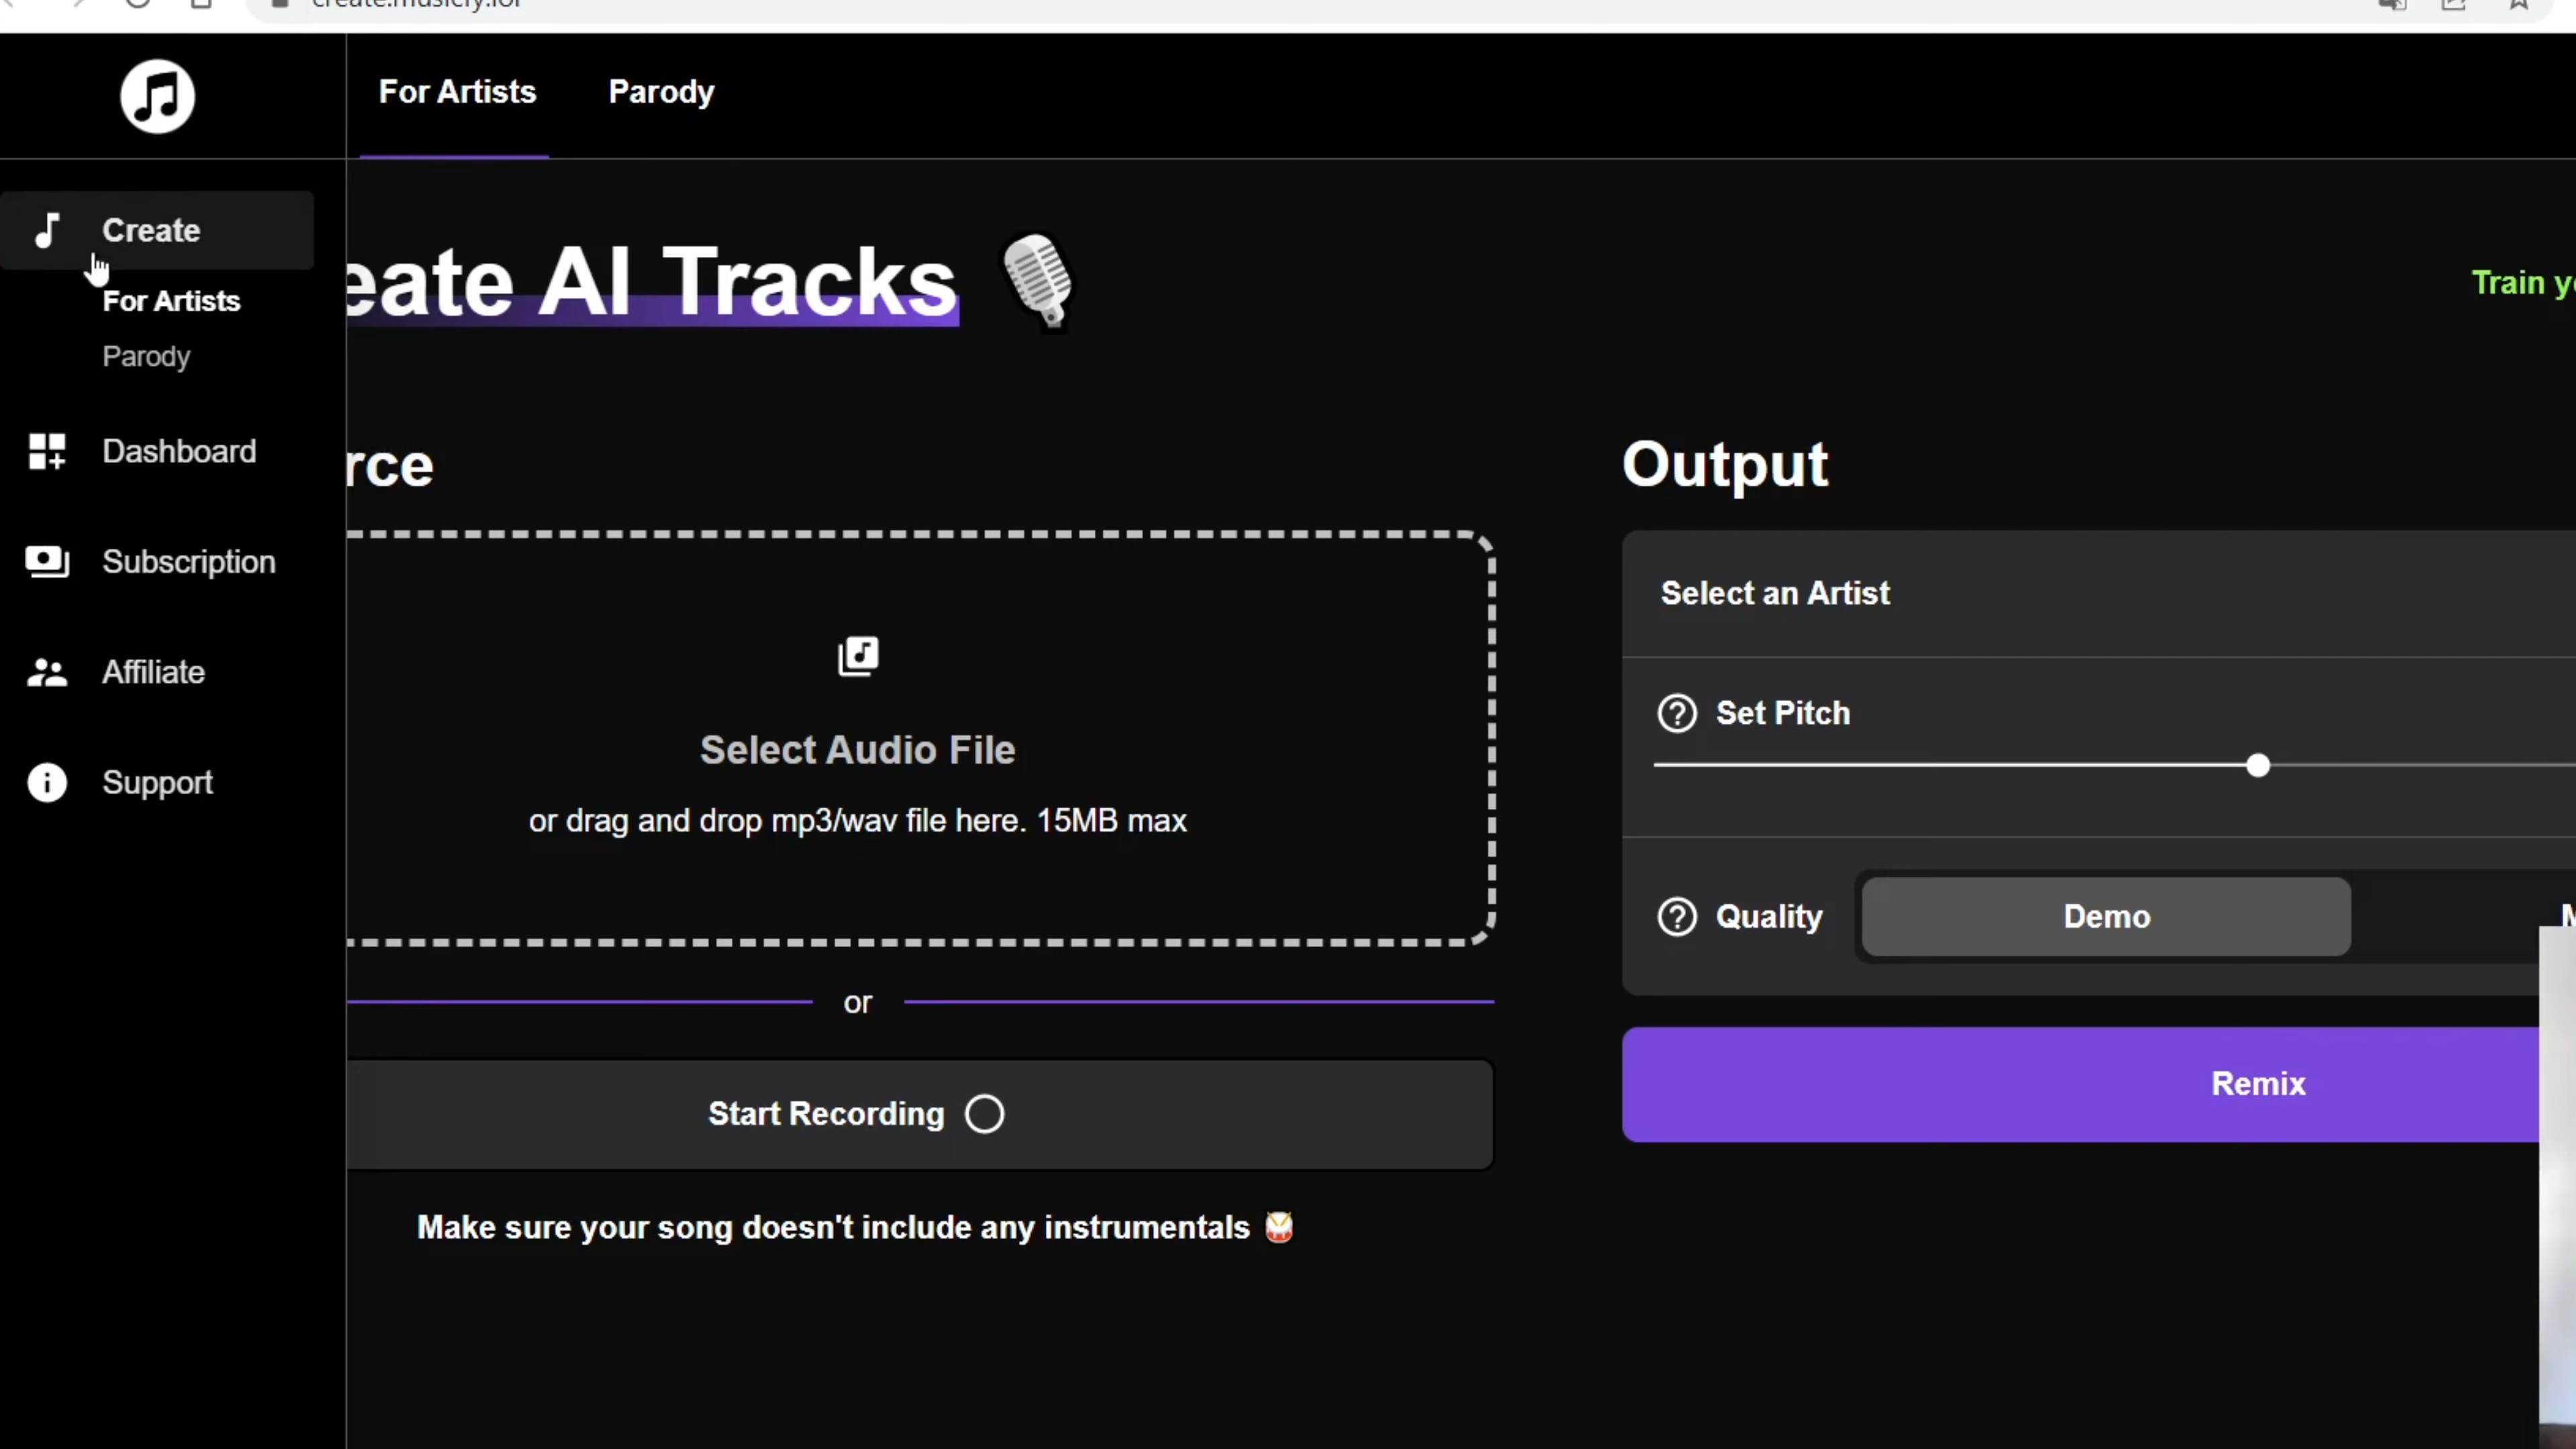 For Artists
Parody
Create
For Artists
Parody
Dashboard
Subscription
Affiliate
Support
eate AI Tracks
Train
rce
Select Audio File
or drag and drop mp3/wav file here. 15MB max
or
Start Recording
Make sure your song doesn't include any instrumentals
Output
Select an Artist
Set Pitch
Quality
Demo
Remix